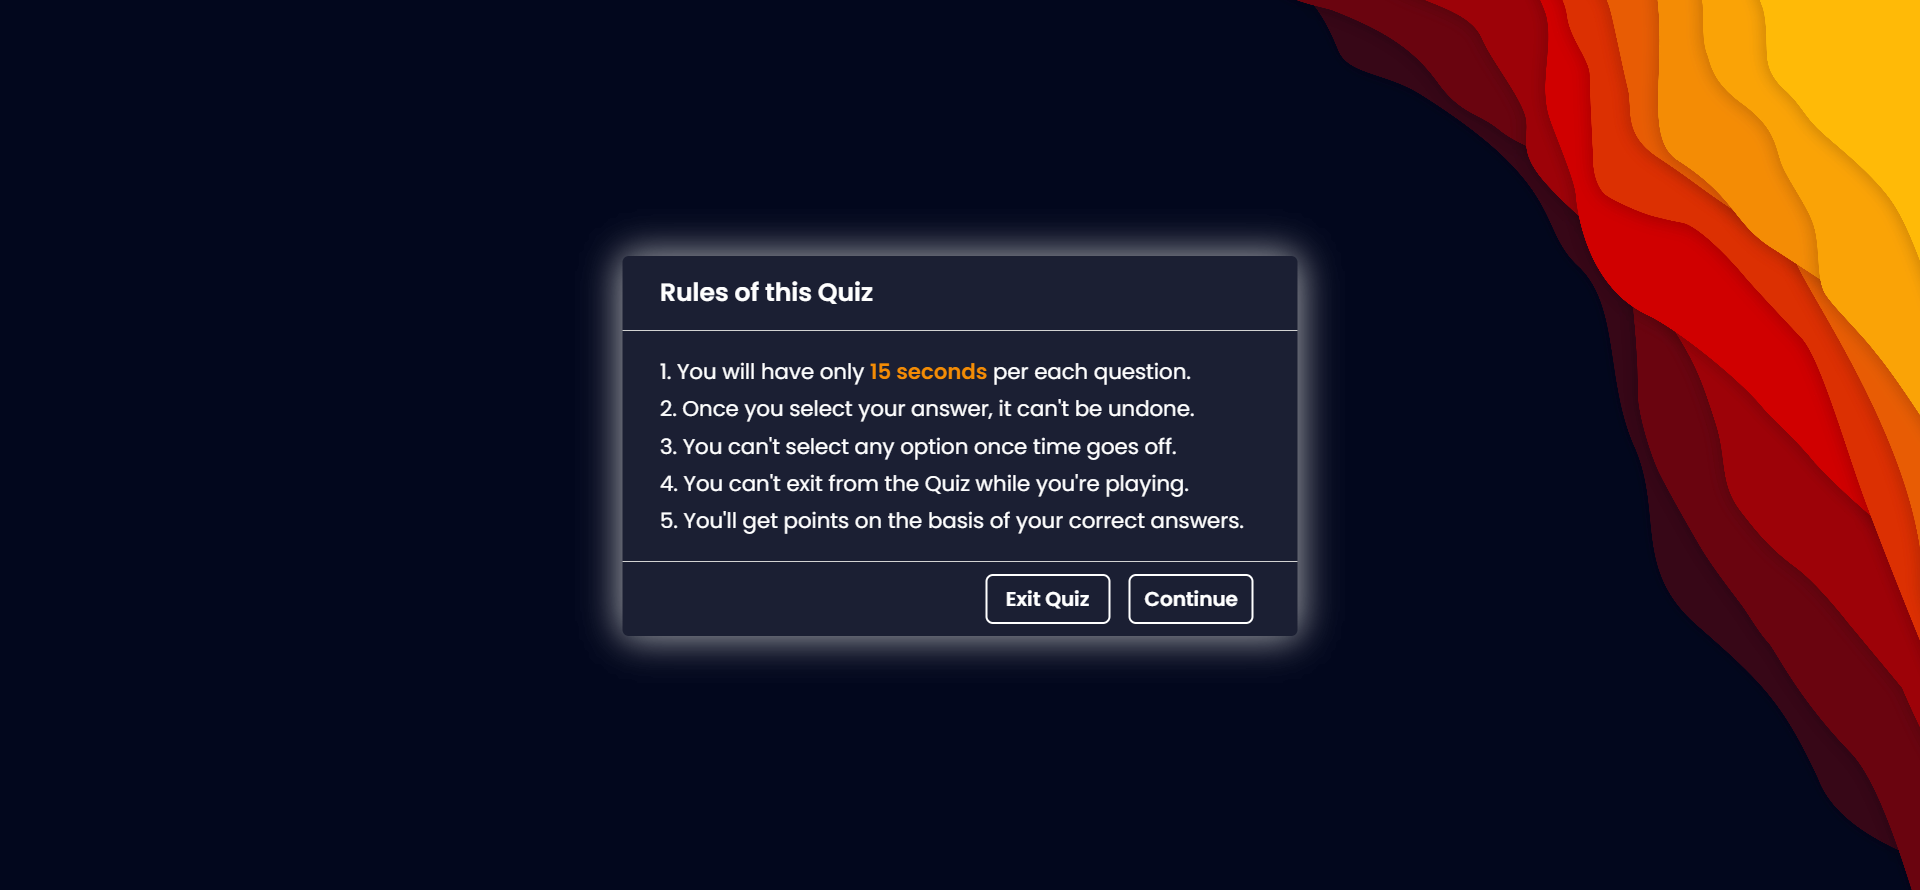 Rules of this Quiz
1. You will have only 15 seconds per each question.
2. Once you select your answer, it can't be undone.
3. You can't select any option once time goes off.
4. You can't exit from the Quiz while you're playing.
5. You'll get points on the basis of your correct answers.
Exit Quiz Continue